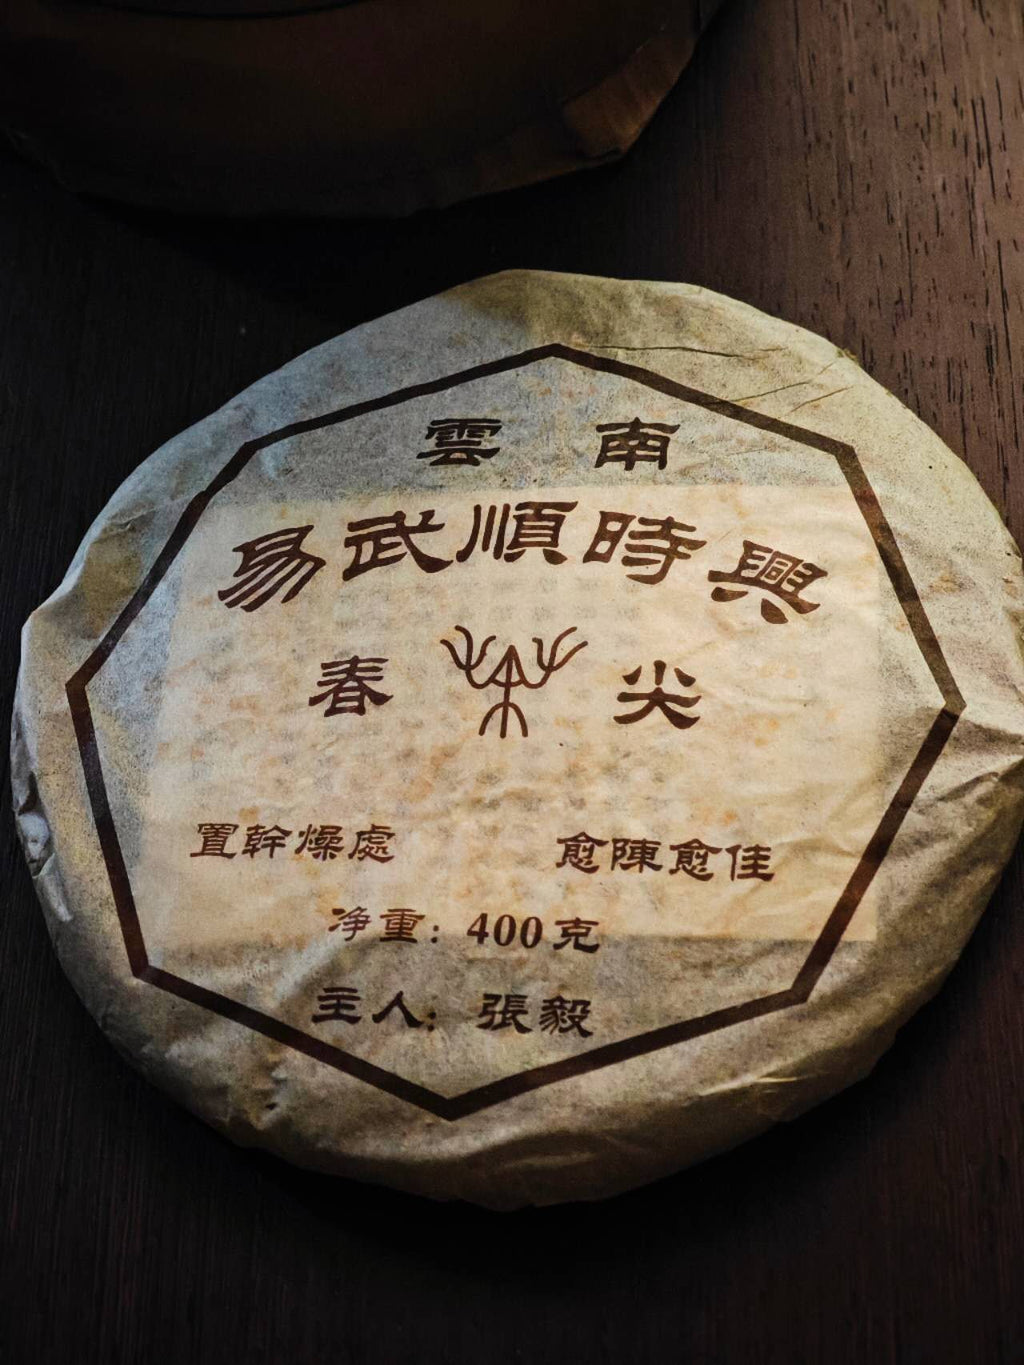 雲南
易武順時興
春 尖
置幹燥處 愈陳愈佳
净重：400克
主人：張毅